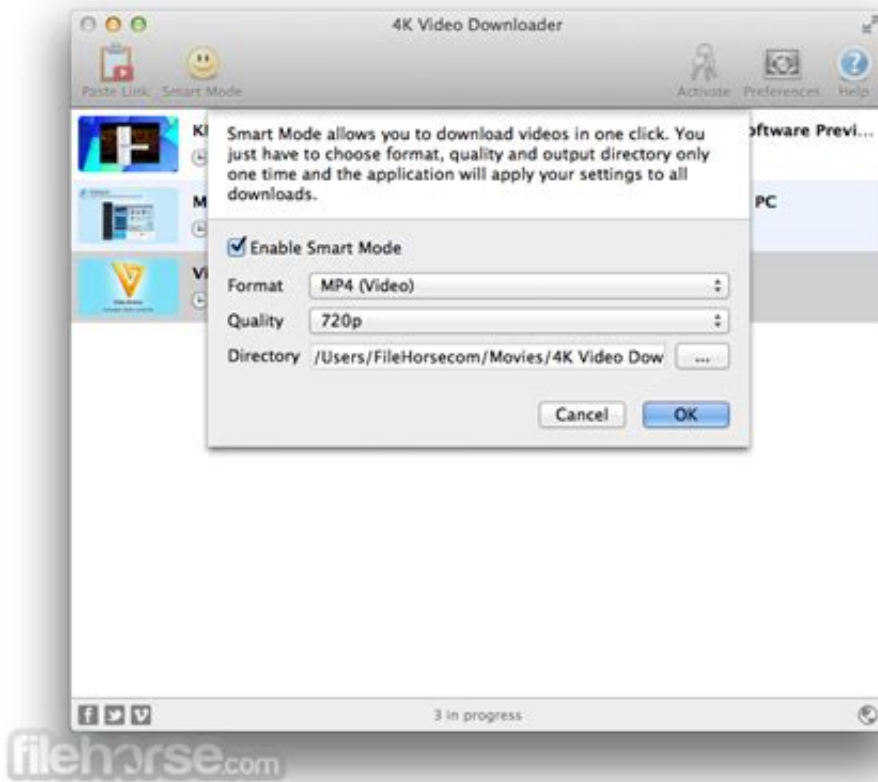 4K Video Downloader
Paste Link Smart Mode Activate Preferences Help
Smart Mode allows you to download videos in one click. You
just have to choose format, quality and output directory only
one time and the application will apply your settings to all
downloads.
oftware Previ...
PC
Enable Smart Mode
Format MP4 (Video)
Quality 720p
Directory /Users/FileHorsecom/Movies/4K Video Dow ...
Cancel OK
3 in progress
filehorse.com